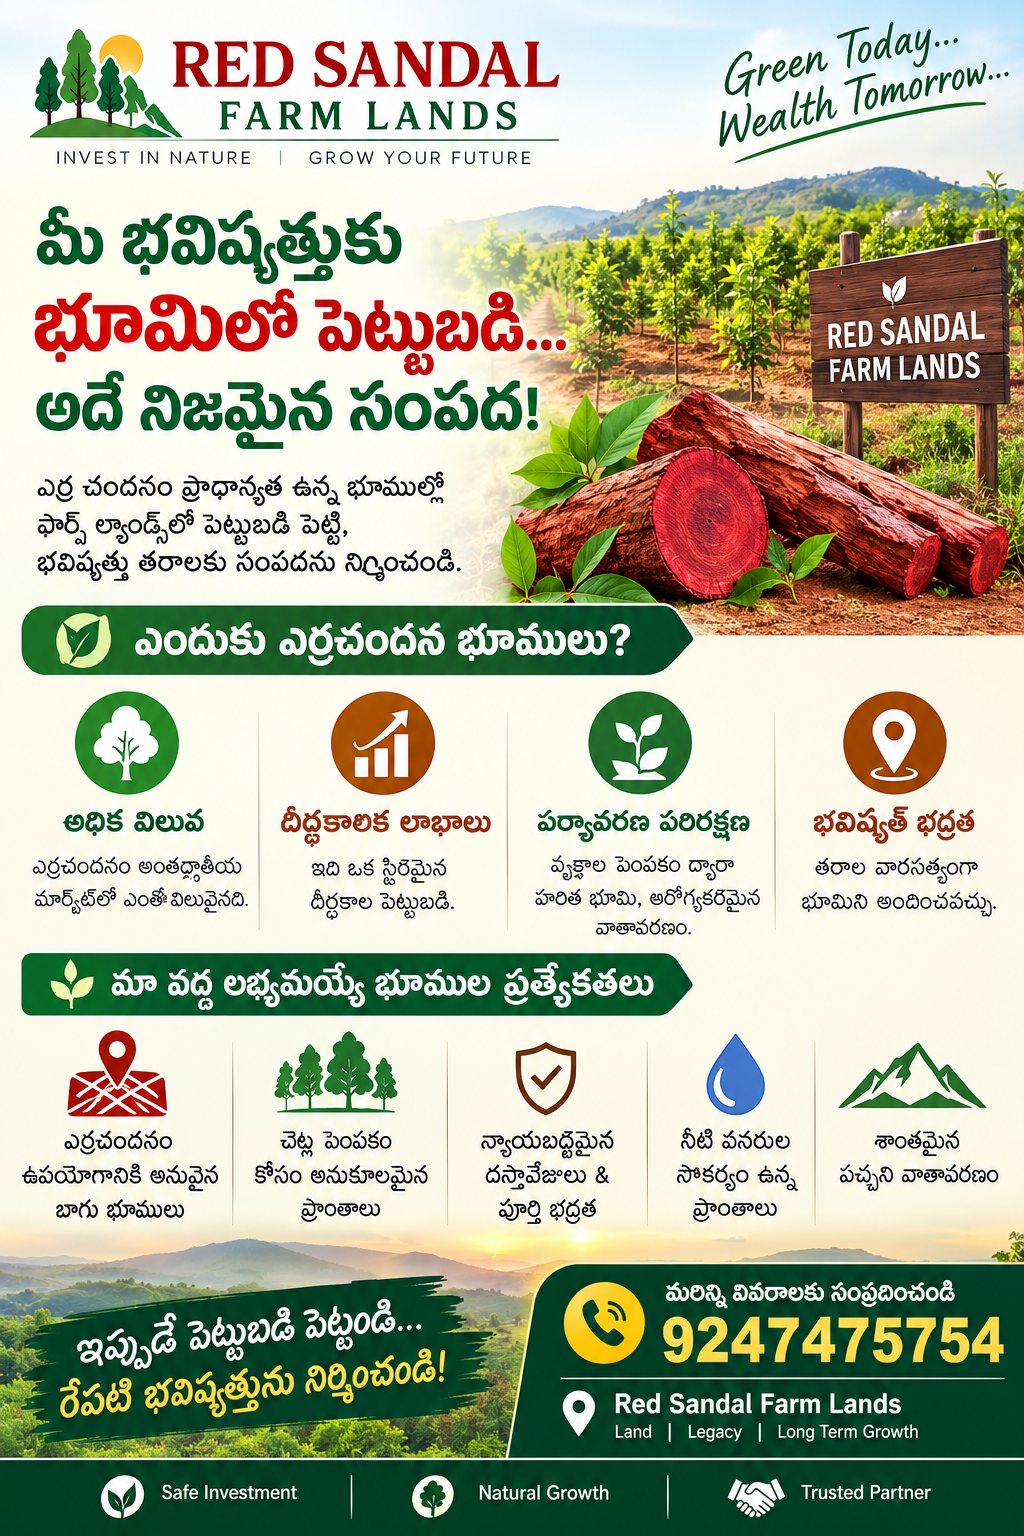 RED SANDAL
FARM LANDS
INVEST IN NATURE | GROW YOUR FUTURE
Green Today...
Wealth Tomorrow...
మీ భవిష్యత్తుకు
భూమిలో పెట్టుబడి...
అదే నిజమైన సంపద!
RED SANDAL
FARM LANDS
ఎర్ర చందనం ప్రాధాన్యత ఉన్న భూముల్లో
ఫార్మ్ ల్యాండ్స్‌లో పెట్టుబడి పెట్టి,
భవిష్యత్తు తరాలకు సంపదను నిర్మించండి.
ఎందుకు ఎర్రచందన భూములు?
అధిక విలువ
ఎర్రచందనం అంతర్జాతీయ
మార్కెట్‌లో ఎంతో విలువైనది.
దీర్ఘకాలిక లాభాలు
ఇది ఒక స్థిరమైన
దీర్ఘకాల పెట్టుబడి.
పర్యావరణ పరిరక్షణ
వృక్షాల పెంపకం ద్వారా
హరిత భూమి, ఆరోగ్యకరమైన
వాతావరణం.
భవిష్యత్ భద్రత
తరాల వారసత్వంగా
భూమిని అందించవచ్చు.
మా వద్ద లభ్యమయ్యే భూముల ప్రత్యేకతలు
ఎర్రచందనం
ఉపయోగానికి అనువైన
బాగు భూములు
చెట్ల పెంపకం
కోసం అనుకూలమైన
ప్రాంతాలు
న్యాయబద్ధమైన
దస్తావేజులు &
పూర్తి భద్రత
నీటి వనరుల
సౌకర్యం ఉన్న
ప్రాంతాలు
శాంతమైన
పచ్చని వాతావరణం
ఇప్పుడే పెట్టుబడి పెట్టండి...
రేపటి భవిష్యత్తును నిర్మించండి!
మరిన్ని వివరాలకు సంప్రదించండి
9247475754
Red Sandal Farm Lands
Land | Legacy | Long Term Growth
Safe Investment
Natural Growth
Trusted Partner